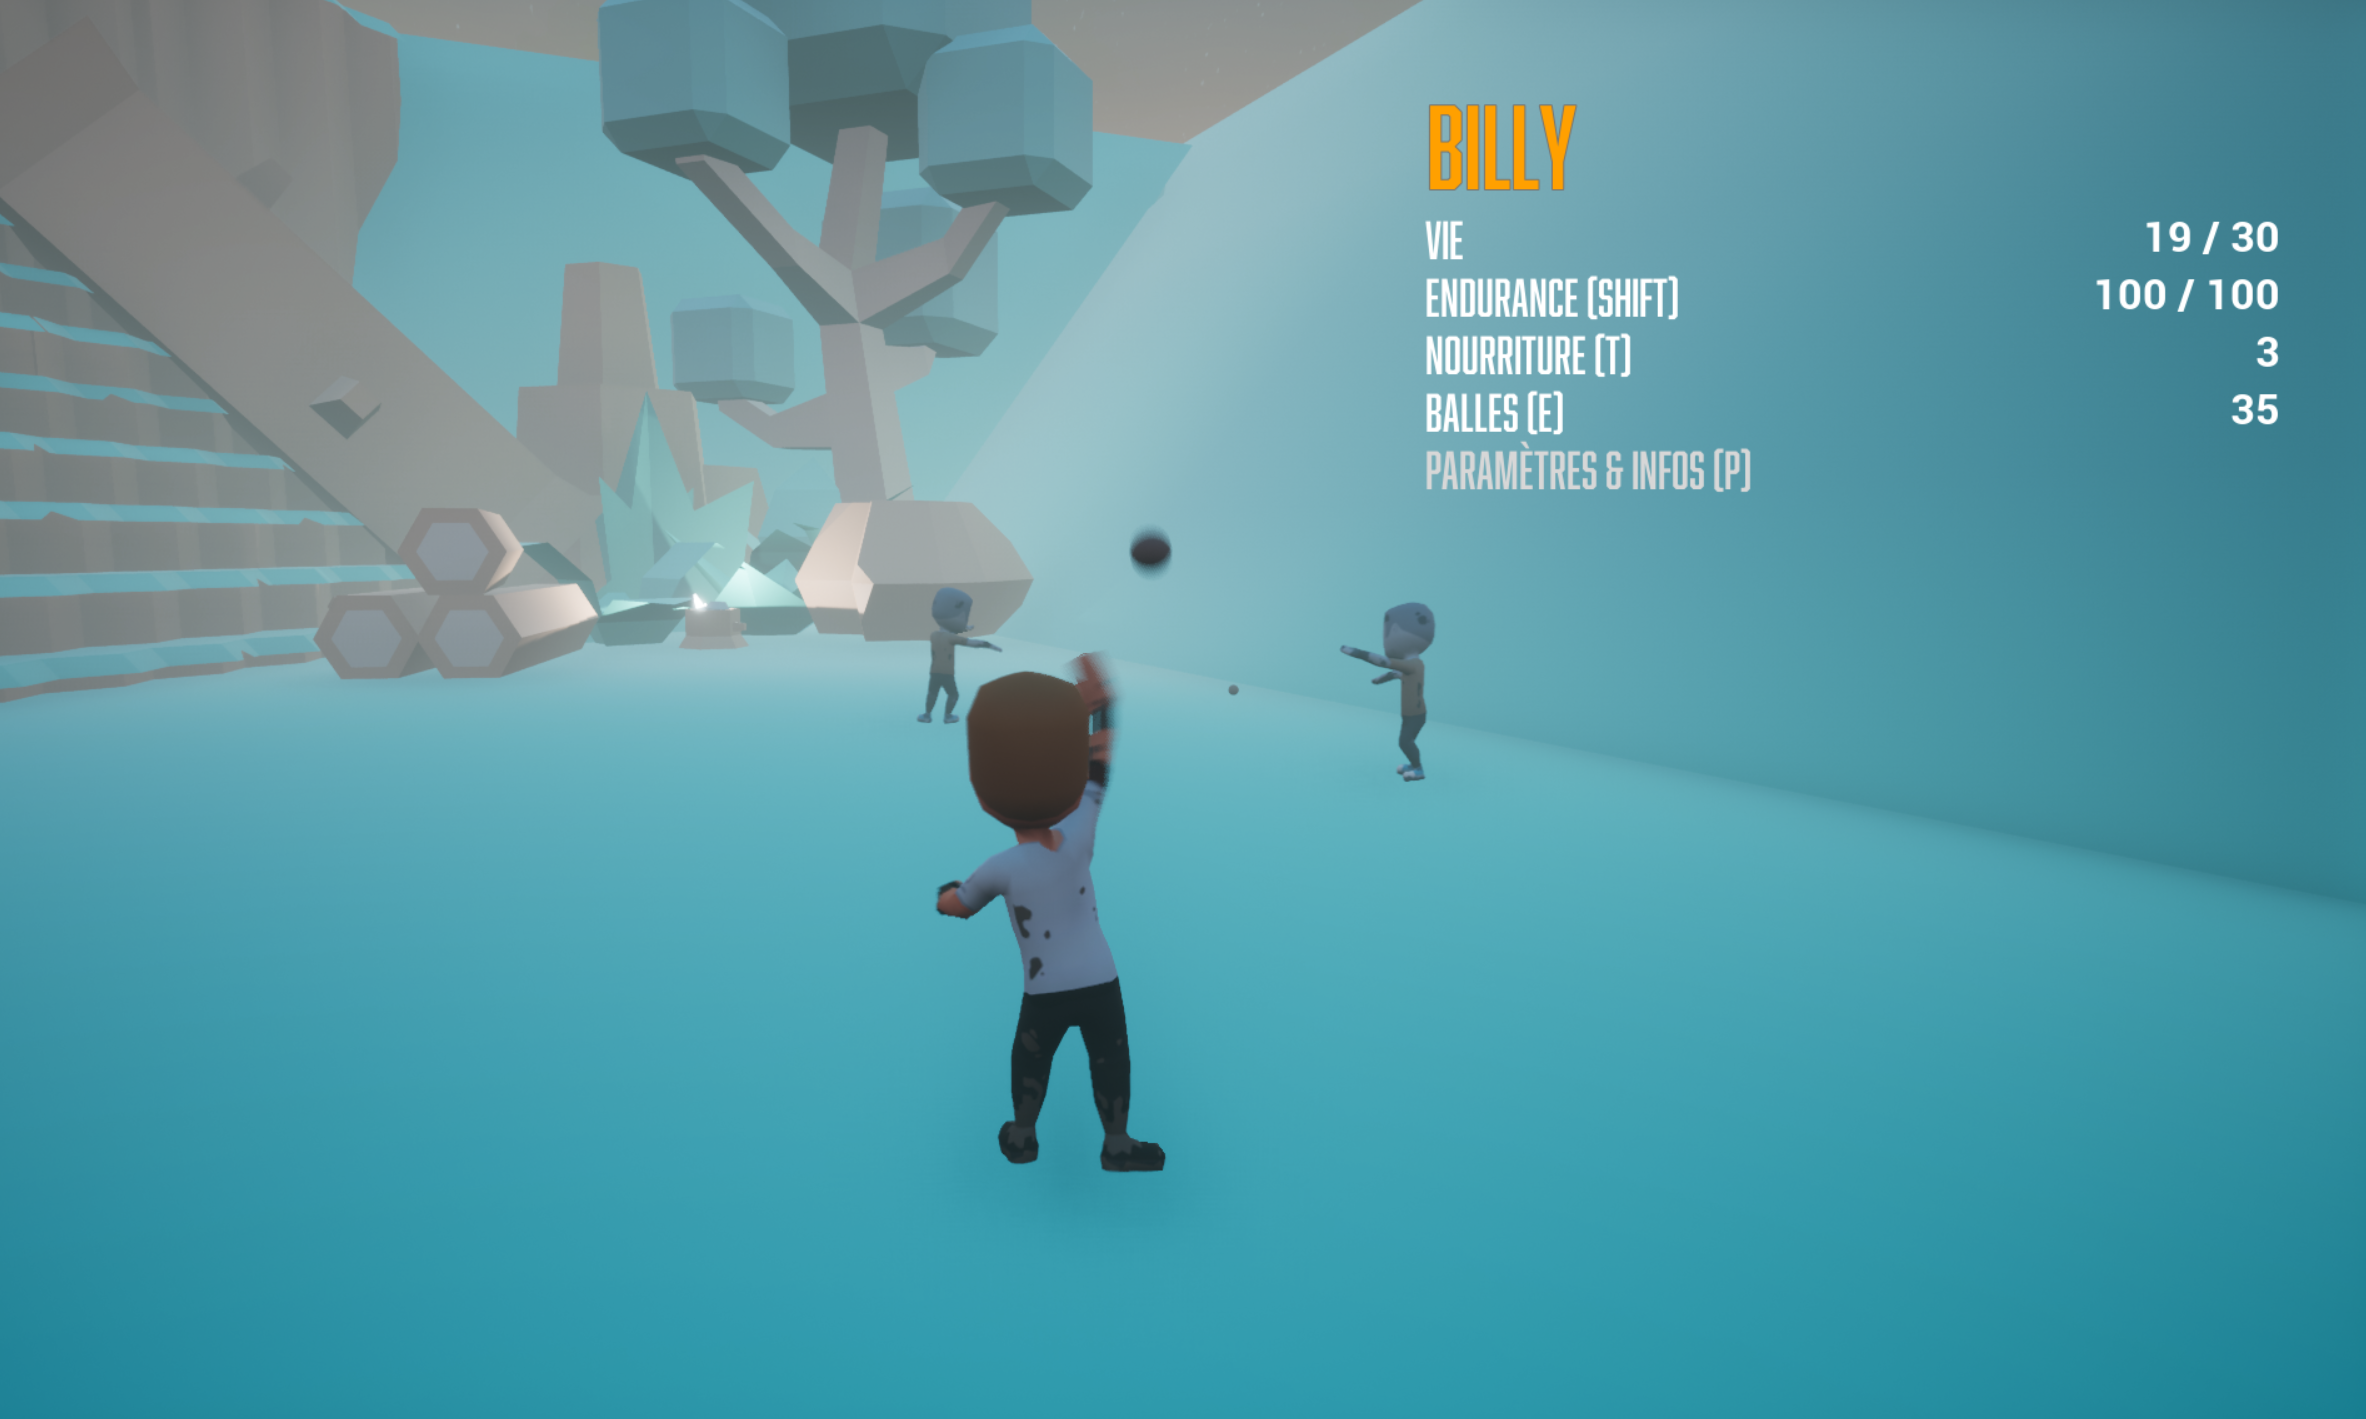 BILLY
VIE 19 / 30
ENDURANCE (SHIFT) 100 / 100
NOURRITURE (T) 3
BALLES (E) 35
PARAMÈTRES & INFOS (P)